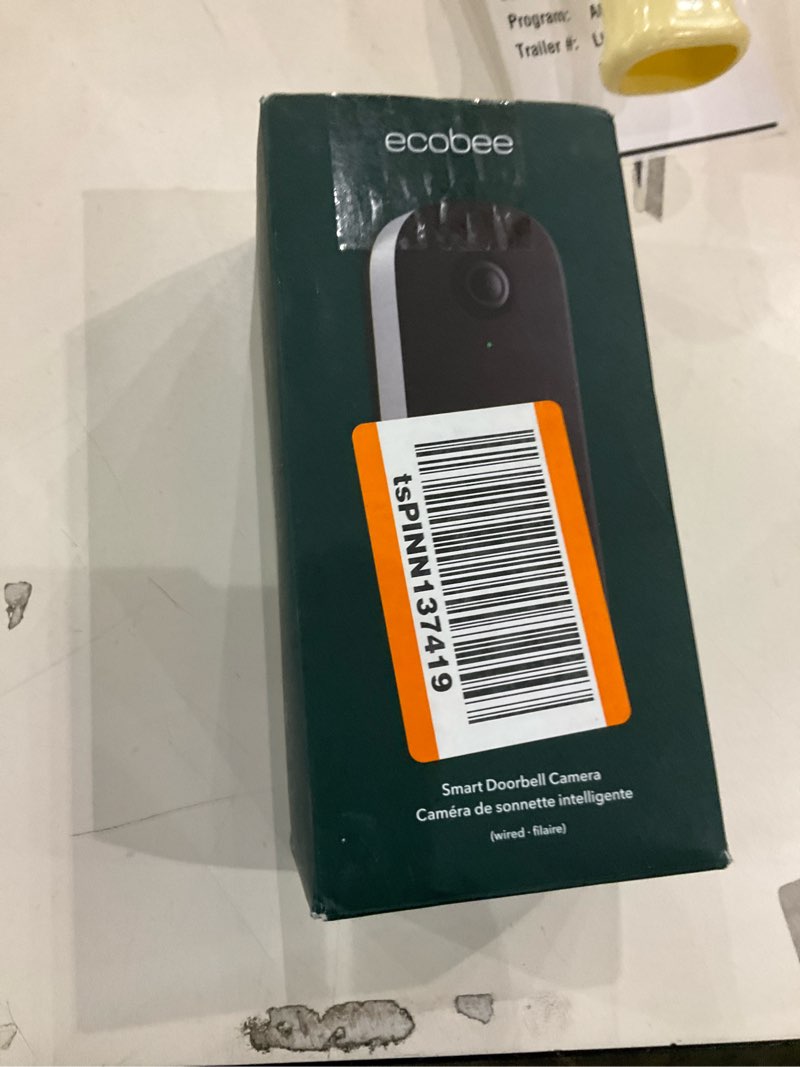 Program:
Trailer #:
ecobee
tsPINN137419
Smart Doorbell Camera
Caméra de sonnette intelligente
(wired - filaire)